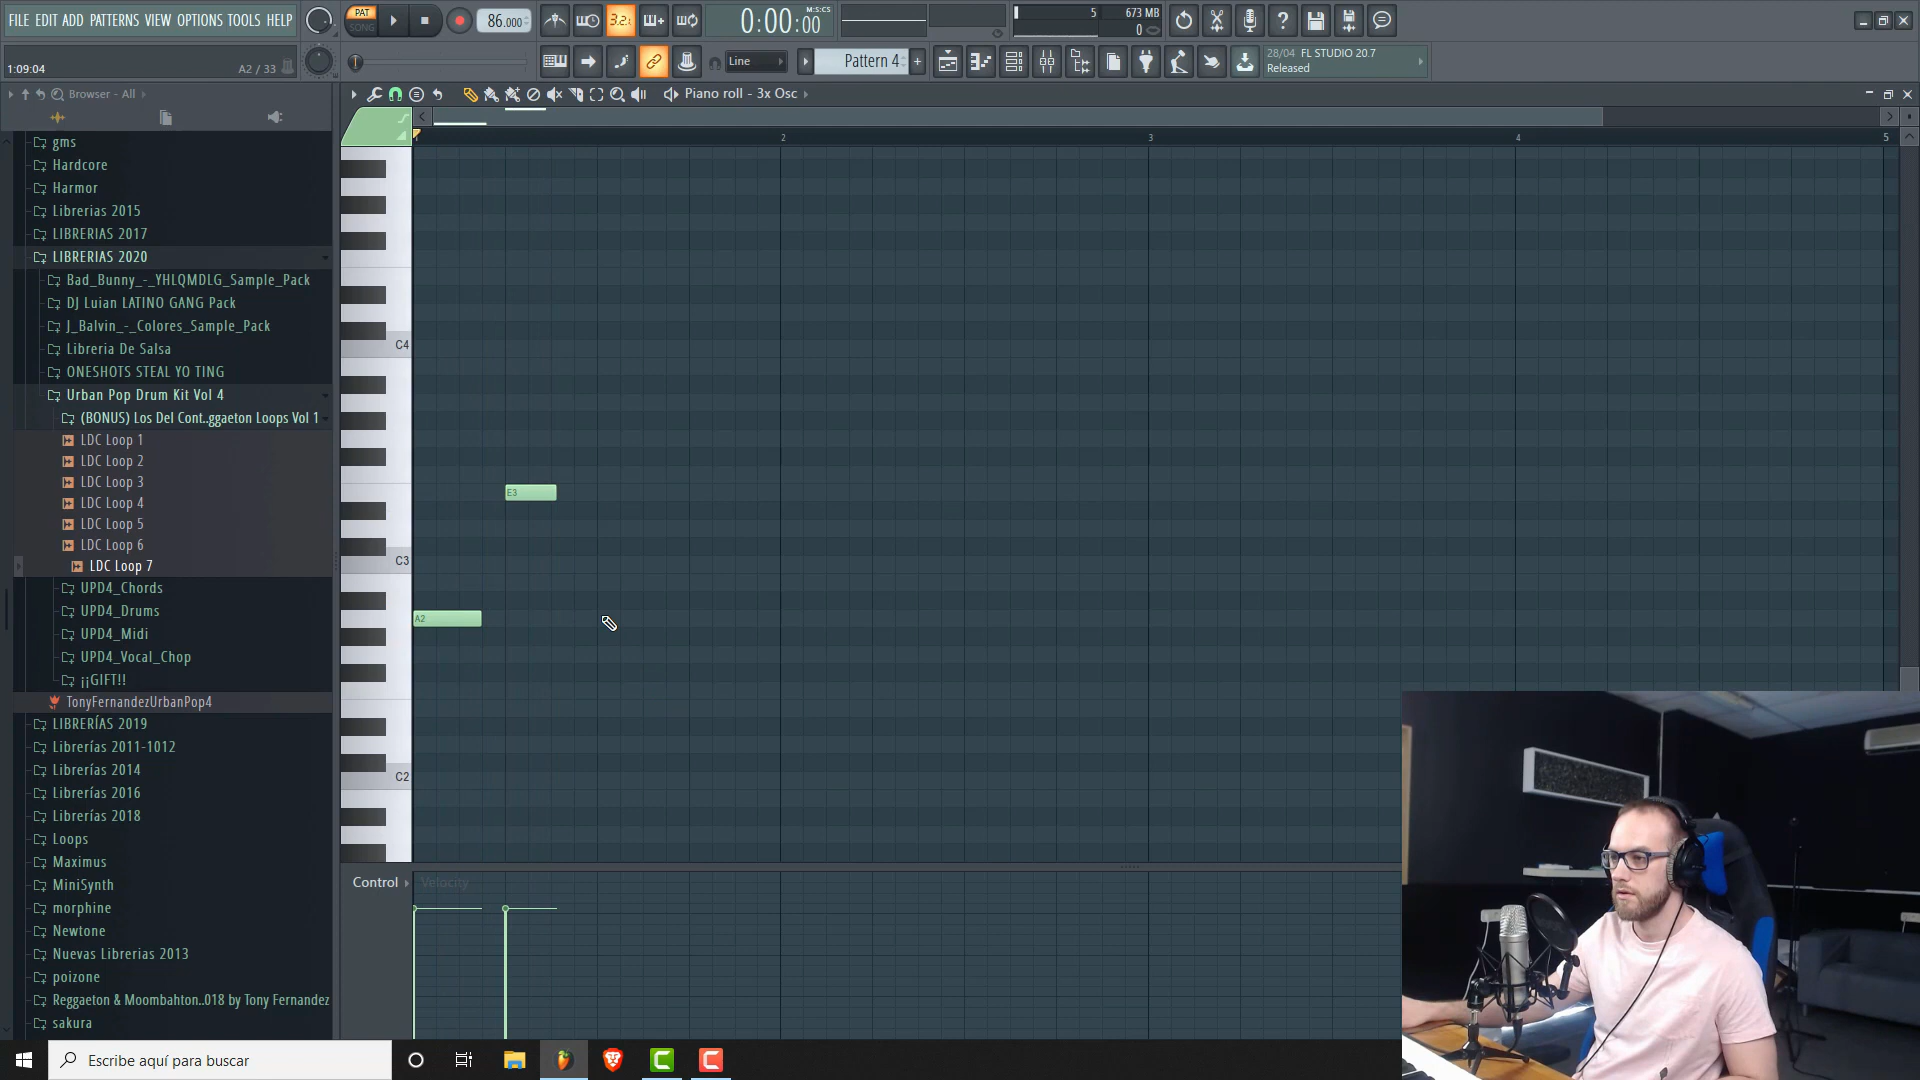 FILE EDIT ADD PATTERNS VIEW OPTIONS TOOLS HELP
PAT
SONG
86.000
3.2.
0:00:00
M:S:CS
5
673 MB
0
1:09:04
A2 / 33
Line
Pattern 4
28/04 FL STUDIO 20.7
Released
Browser - All
Piano roll - 3x Osc
gms
Hardcore
Harmor
Librerias 2015
LIBRERIAS 2017
LIBRERIAS 2020
Bad_Bunny_-_YHLQMDLG_Sample_Pack
DJ Luian LATINO GANG Pack
J_Balvin_-_Colores_Sample_Pack
Libreria De Salsa
ONESHOTS STEAL YO TING
Urban Pop Drum Kit Vol 4
(BONUS) Los Del Cont..ggaeton Loops Vol 1
LDC Loop 1
LDC Loop 2
LDC Loop 3
LDC Loop 4
LDC Loop 5
LDC Loop 6
LDC Loop 7
UPD4_Chords
UPD4_Drums
UPD4_Midi
UPD4_Vocal_Chop
¡¡GIFT!!
TonyFernandezUrbanPop4
LIBRERÍAS 2019
Librerías 2011-1012
Librerías 2014
Librerías 2016
Librerías 2018
Loops
Maximus
MiniSynth
morphine
Newtone
Nuevas Librerias 2013
poizone
Reggaeton & Moombahton..018 by Tony Fernandez
sakura
2
3
4
5
C4
E3
C3
A2
C2
Control
Velocity
Escribe aquí para buscar